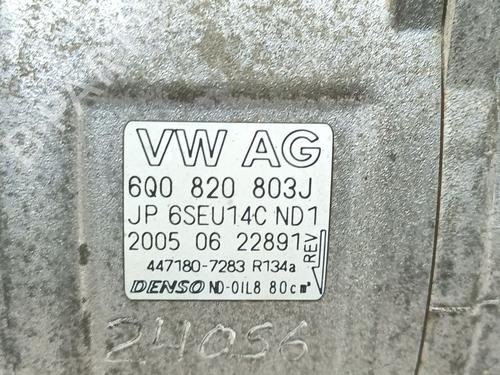 VW AG
6Q0 820 803J
JP 6SEU14C ND1
2005 06 22891
REV
447180-7283 R134a
DENSO ND-OIL8 80cm³
24056